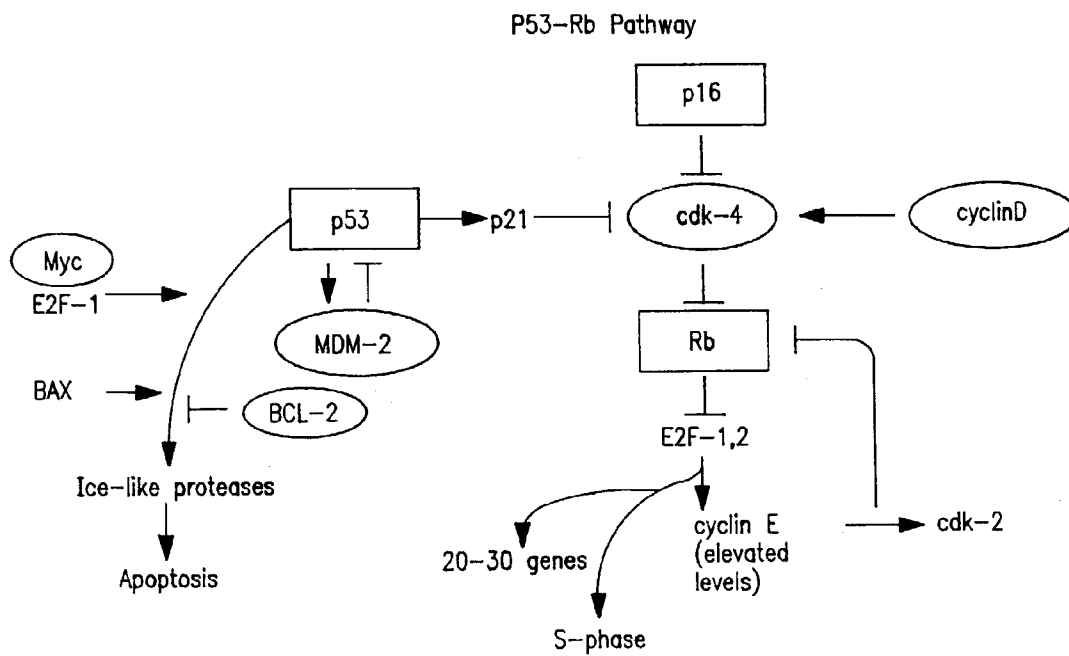 P53-Rb Pathway
p16
p53
p21
cdk-4
cyclinD
Myc
E2F-1
MDM-2
Rb
BAX
BCL-2
E2F-1,2
Ice-like proteases
20-30 genes
cyclin E
(elevated
levels)
cdk-2
Apoptosis
S-phase